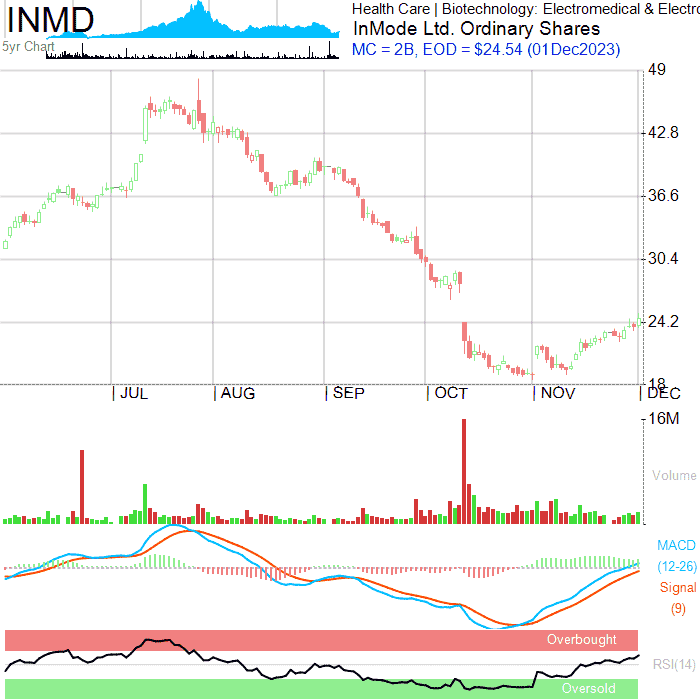 INMD
5yr Chart
Health Care | Biotechnology: Electromedical & Electro
InMode Ltd. Ordinary Shares
MC = 2B, EOD = $24.54 (01Dec2023)
49
42.8
36.6
30.4
24.2
18
JUL AUG SEP OCT NOV DEC
16M
Volume
MACD
(12-26)
Signal
(9)
Overbought
RSI(14)
Oversold